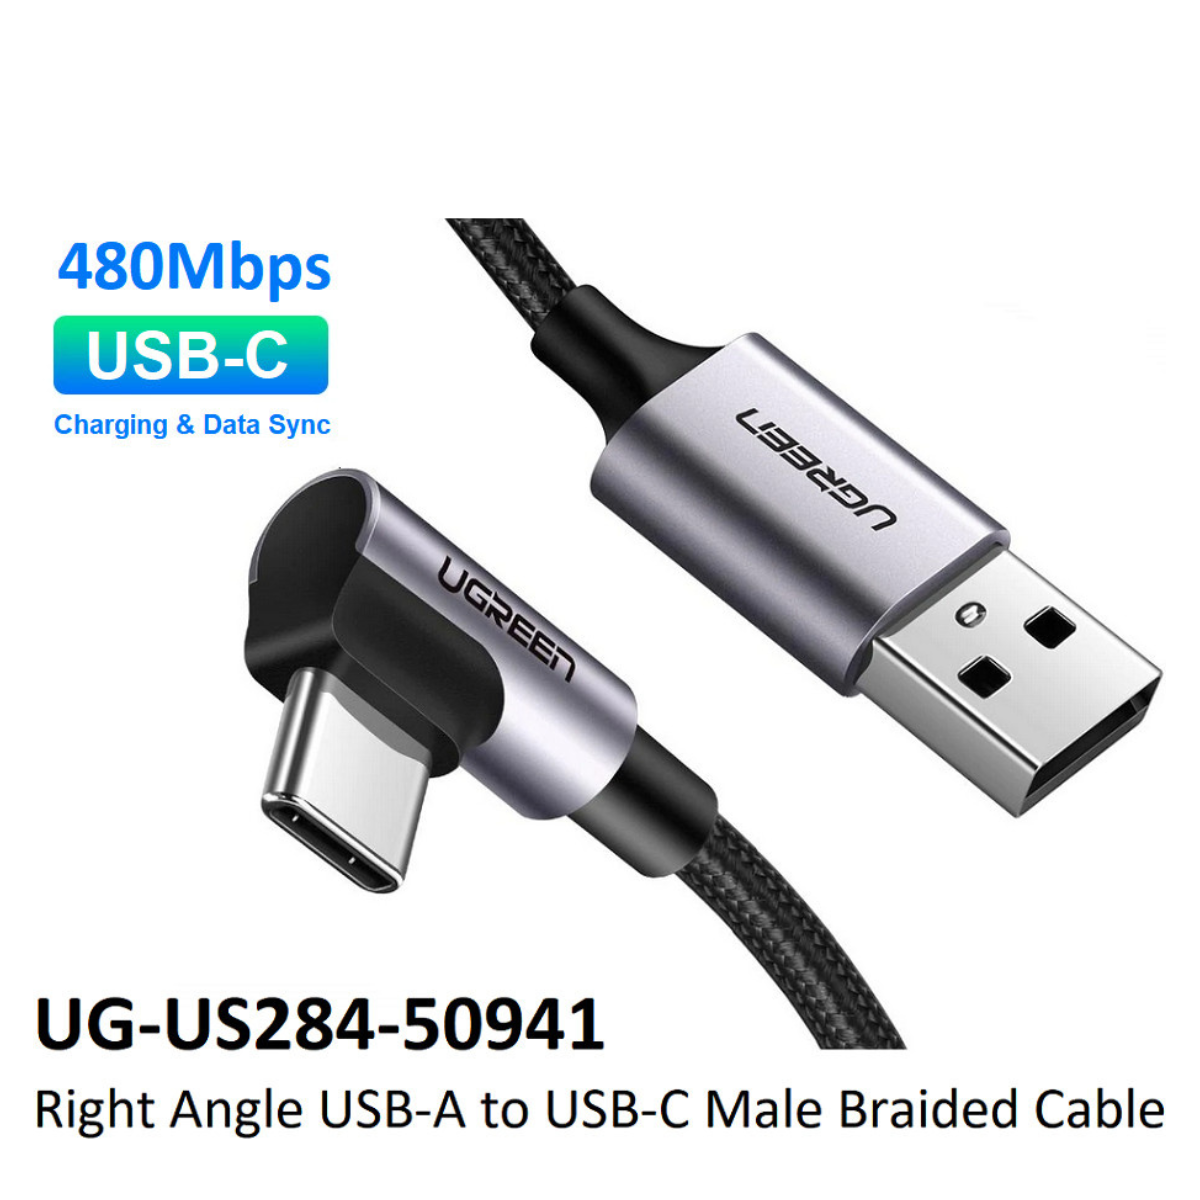 480Mbps
USB-C
Charging & Data Sync
UGREEN
UGREEN
UG-US284-50941
Right Angle USB-A to USB-C Male Braided Cable